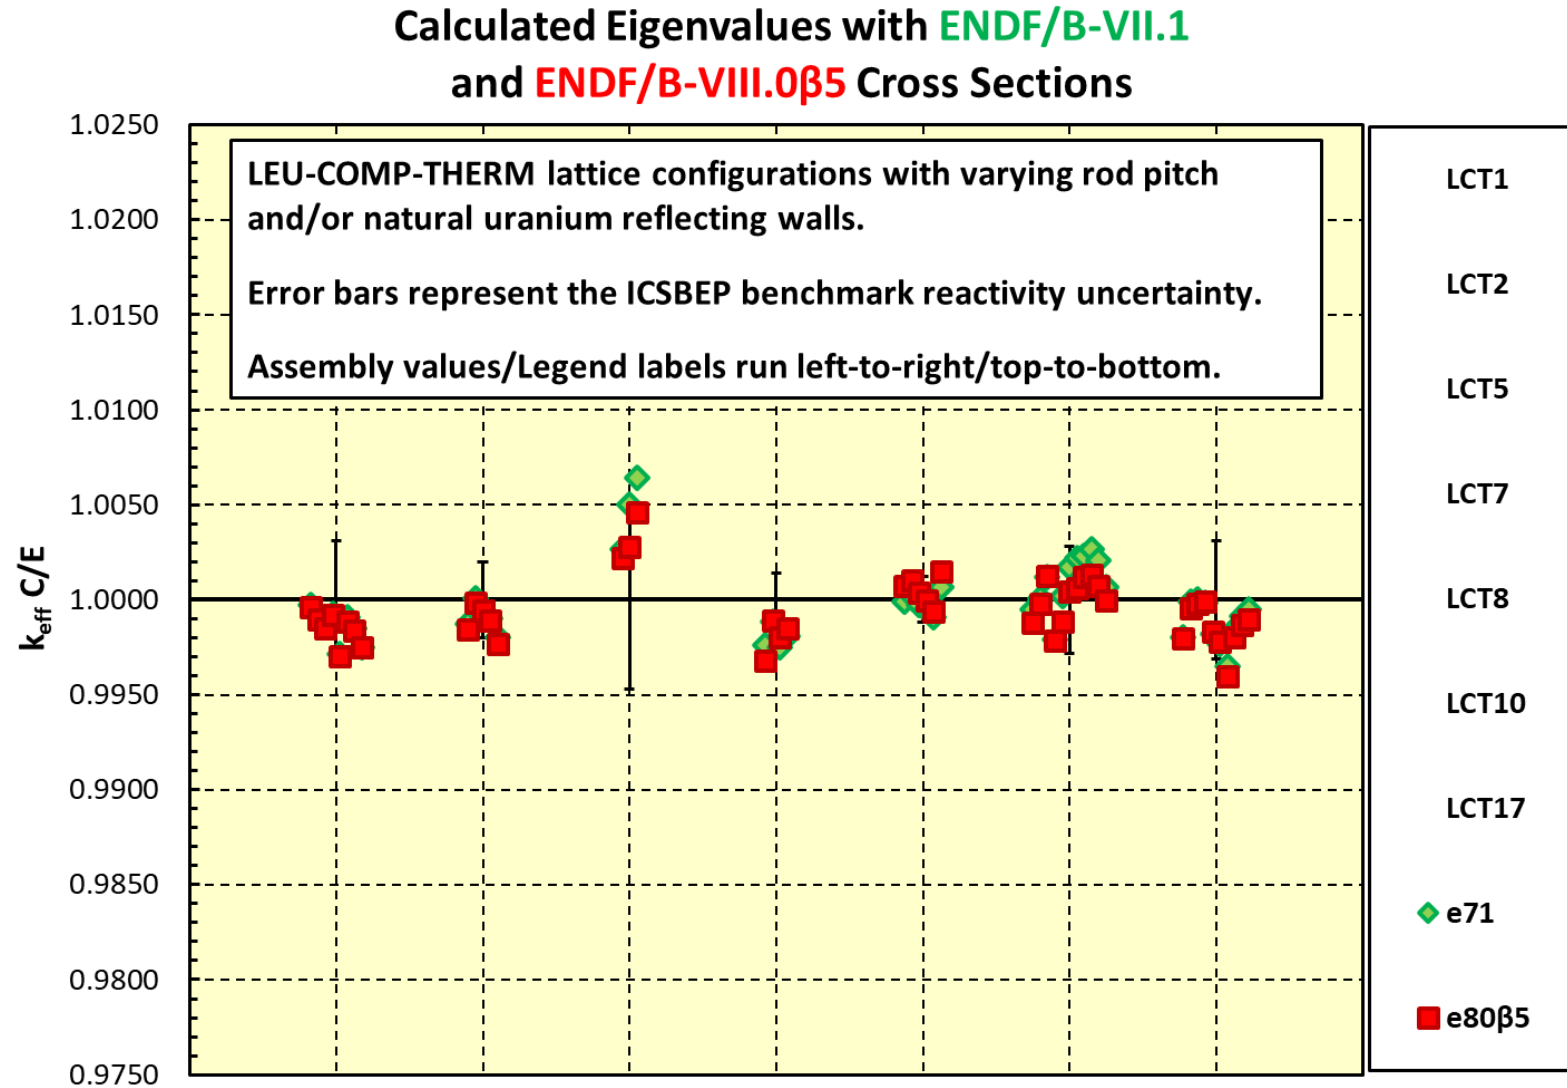 Calculated Eigenvalues with ENDF/B-VII.1
and ENDF/B-VIII.0β5 Cross Sections
1.0250
1.0200
1.0150
1.0100
1.0050
1.0000
0.9950
0.9900
0.9850
0.9800
0.9750
keff C/E
LEU-COMP-THERM lattice configurations with varying rod pitch
and/or natural uranium reflecting walls.
Error bars represent the ICSBEP benchmark reactivity uncertainty.
Assembly values/Legend labels run left-to-right/top-to-bottom.
LCT1
LCT2
LCT5
LCT7
LCT8
LCT10
LCT17
e71
e80β5